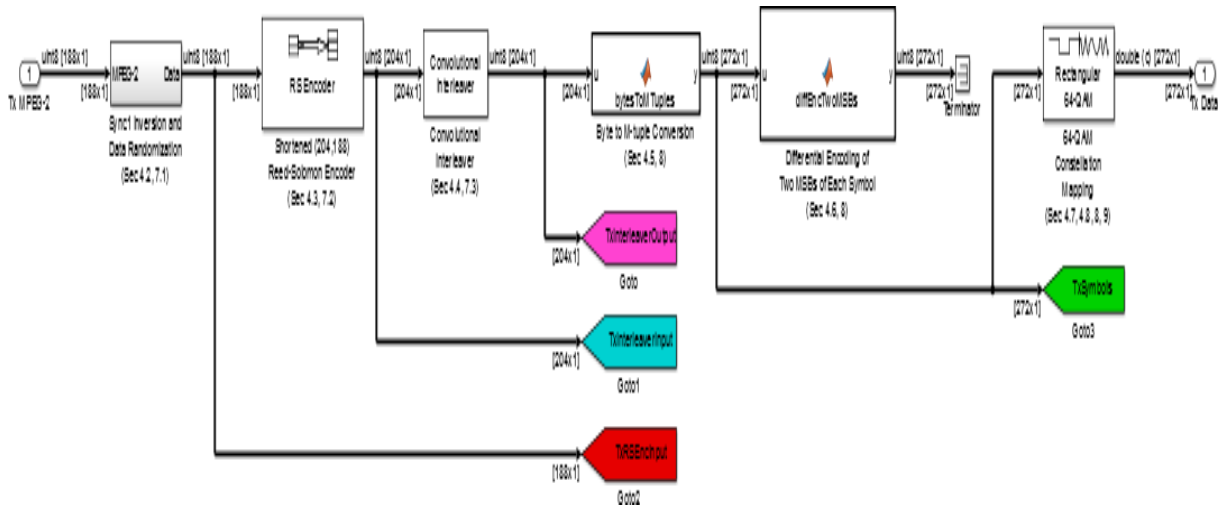 uint8 [188x1]
1
[188x1]
Tx MPEG-2
MPEG-2
Data
Sync1 Inversion and
Data Randomization
(Sec 4.2, 7.1)
uint8 [188x1]
[188x1]
RS Encoder
Shortened (204,188)
Reed-Solomon Encoder
(Sec 4.3, 7.2)
uint8 [204x1]
[204x1]
Convolutional
Interleaver
Convolutional
Interleaver
(Sec 4.4, 7.3)
uint8 [204x1]
[204x1]
u
y
bytesToMTuples
Byte to M-tuple Conversion
(Sec 4.5, 8)
uint8 [272x1]
[272x1]
u
y
diffEncTwoMSBs
Differential Encoding of
Two MSBs of Each Symbol
(Sec 4.6, 8)
uint8 [272x1]
[272x1]
Terminator
[272x1]
Rectangular
64-QAM
64-QAM
Constellation
Mapping
(Sec 4.7, 4.8, 8, 9)
double (c) [272x1]
[272x1]
1
Tx Data
TxInterleaverOutput
[204x1]
Goto
TxSymbols
[272x1]
Goto3
TxInterleaverInput
[204x1]
Goto1
TxRSEncInput
[188x1]
Goto2